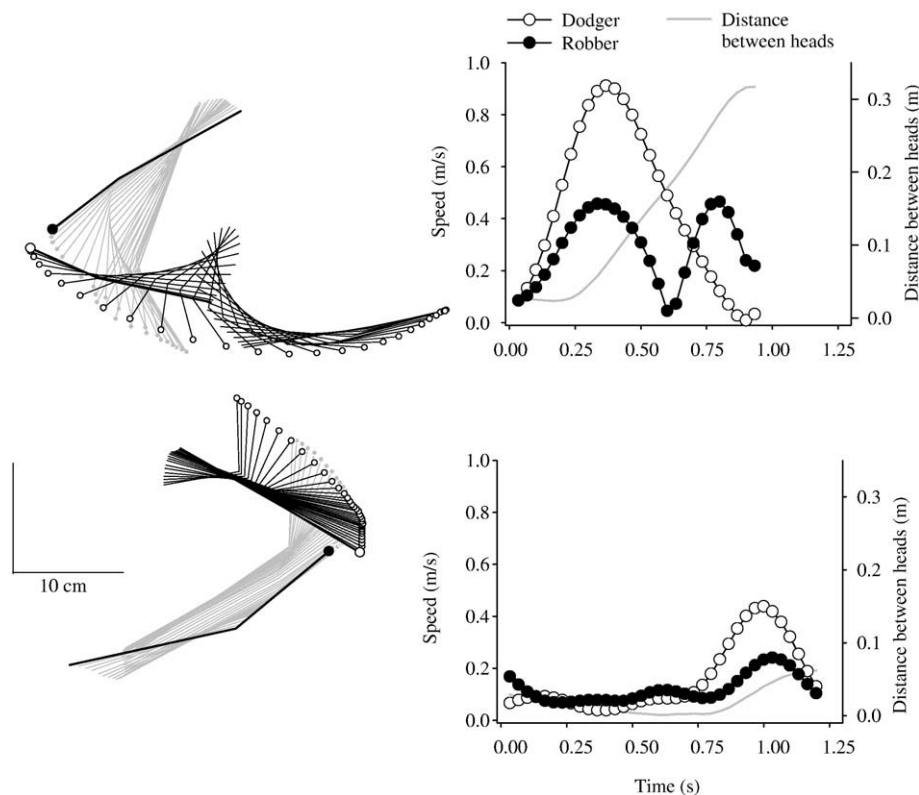 Dodger
Robber
Distance
between heads
1.0
0.8
0.6
0.4
0.2
0.0
Speed (m/s)
0.3
0.2
0.1
0.0
Distance between heads (m)
0.00 0.25 0.50 0.75 1.00 1.25
10 cm
1.0
0.8
0.6
0.4
0.2
0.0
Speed (m/s)
0.3
0.2
0.1
0.0
Distance between heads (m)
0.00 0.25 0.50 0.75 1.00 1.25
Time (s)